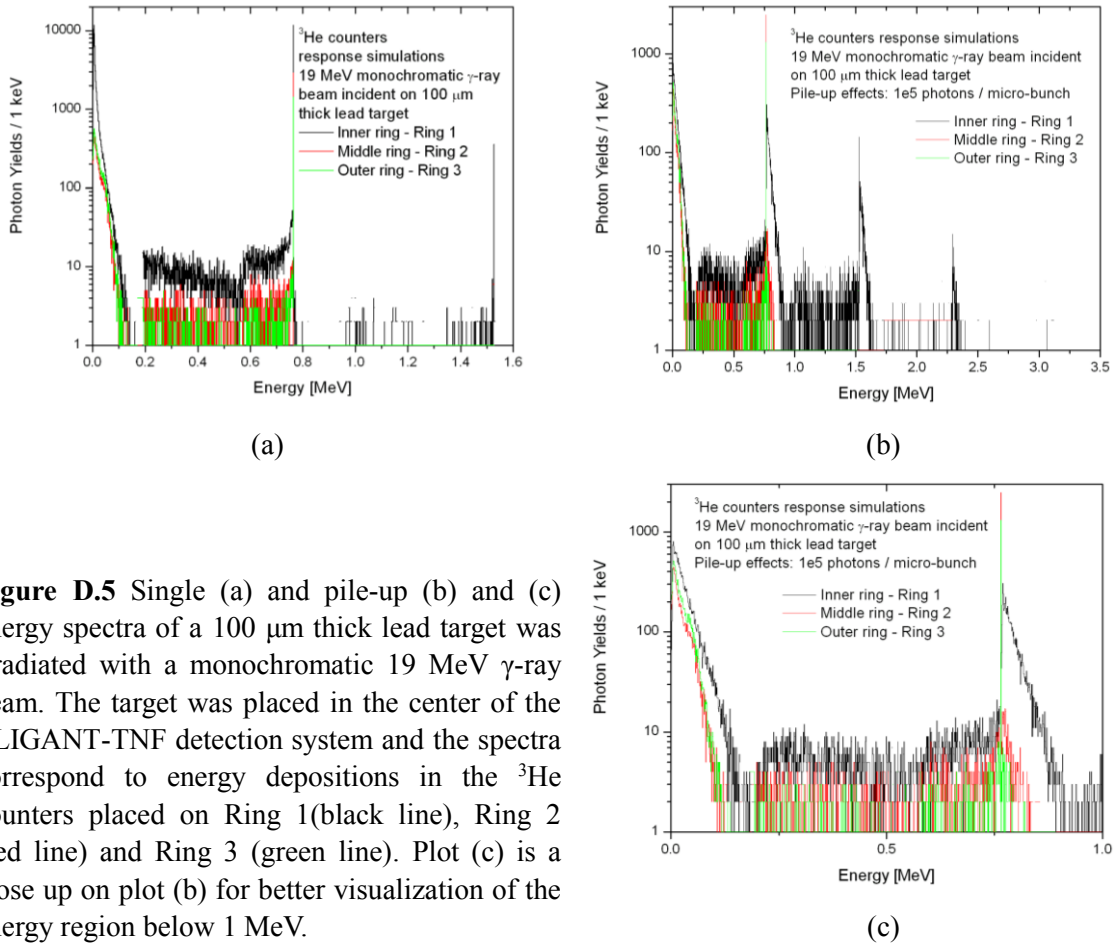 10000
1000
100
10
1
Photon Yields / 1 keV
³He counters
response simulations
19 MeV monochromatic γ-ray
beam incident on 100 μm
thick lead target
Inner ring - Ring 1
Middle ring - Ring 2
Outer ring - Ring 3
0.0 0.2 0.4 0.6 0.8 1.0 1.2 1.4 1.6
Energy [MeV]
(a)
1000
100
10
1
Photon Yields / 1 keV
³He counters response simulations
19 MeV monochromatic γ-ray beam incident
on 100 μm thick lead target
Pile-up effects: 1e5 photons / micro-bunch
Inner ring - Ring 1
Middle ring - Ring 2
Outer ring - Ring 3
0.0 0.5 1.0 1.5 2.0 2.5 3.0 3.5
Energy [MeV]
(b)
1000
100
10
1
Photon Yields / 1 keV
³He counters response simulations
19 MeV monochromatic γ-ray beam incident
on 100 μm thick lead target
Pile-up effects: 1e5 photons / micro-bunch
Inner ring - Ring 1
Middle ring - Ring 2
Outer ring - Ring 3
0.0 0.5 1.0
Energy [MeV]
(c)
gure D.5 Single (a) and pile-up (b) and (c)
nergy spectra of a 100 μm thick lead target was
radiated with a monochromatic 19 MeV γ-ray
eam. The target was placed in the center of the
LIGANT-TNF detection system and the spectra
orrespond to energy depositions in the ³He
ounters placed on Ring 1(black line), Ring 2
ed line) and Ring 3 (green line). Plot (c) is a
ose up on plot (b) for better visualization of the
nergy region below 1 MeV.